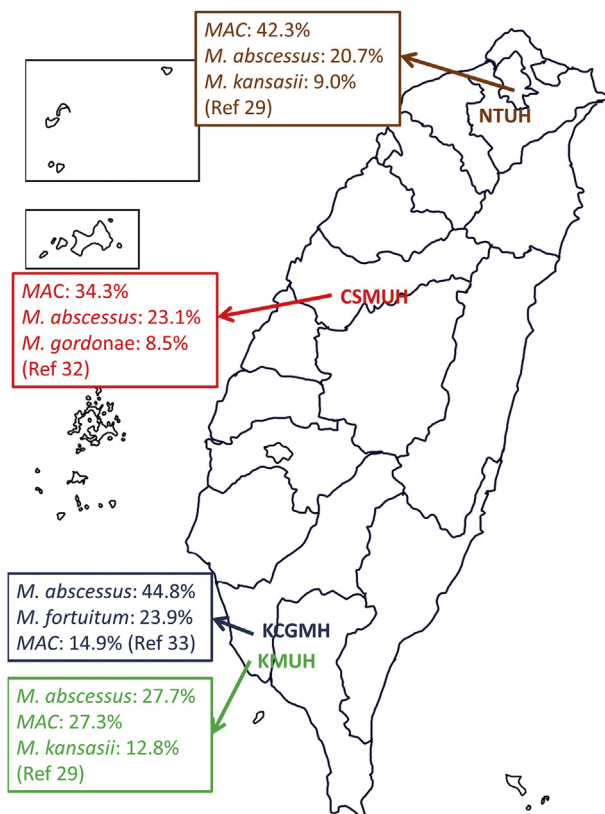 MAC: 42.3%
M. abscessus: 20.7%
M. kansasii: 9.0%
(Ref 29)
NTUH
MAC: 34.3%
M. abscessus: 23.1%
M. gordonae: 8.5%
(Ref 32)
CSMUH
M. abscessus: 44.8%
M. fortuitum: 23.9%
MAC: 14.9% (Ref 33)
KCGMH
KMUH
M. abscessus: 27.7%
MAC: 27.3%
M. kansasii: 12.8%
(Ref 29)